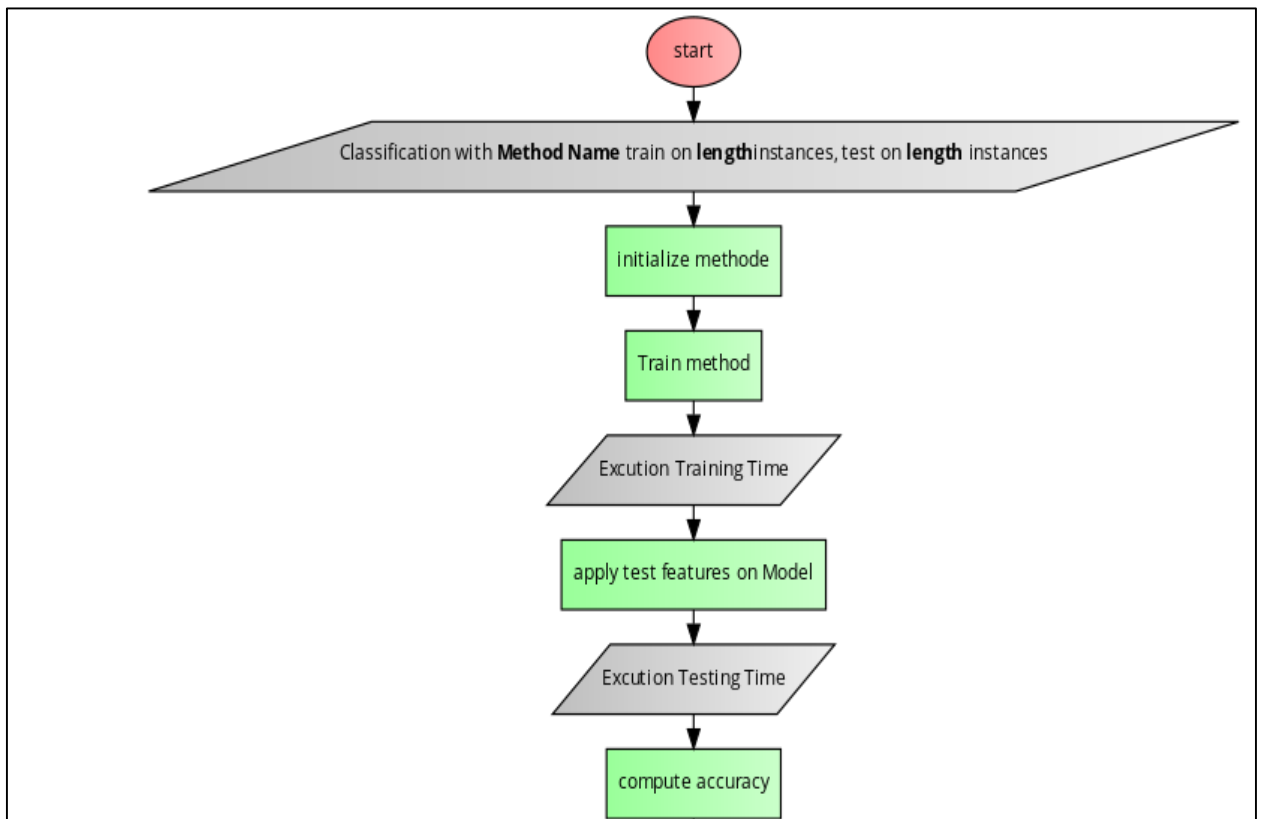 start
Classification with Method Name train on lengthinstances, test on length instances
initialize methode
Train method
Excution Training Time
apply test features on Model
Excution Testing Time
compute accuracy